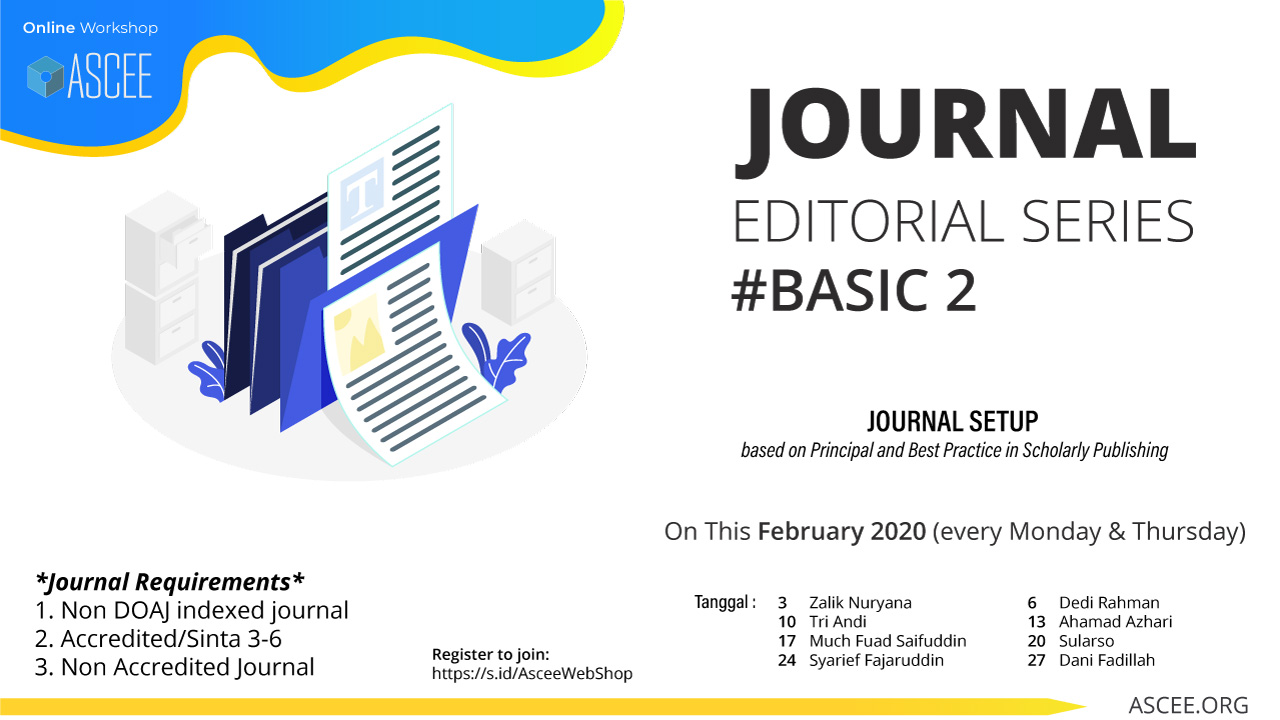 Online Workshop
ASCEE
T
JOURNAL
EDITORIAL SERIES
#BASIC 2
JOURNAL SETUP
based on Principal and Best Practice in Scholarly Publishing
On This February 2020 (every Monday & Thursday)
*Journal Requirements*
1. Non DOAJ indexed journal
2. Accredited/Sinta 3-6
3. Non Accredited Journal
Register to join:
https://s.id/AsceeWebShop
Tanggal :
3 Zalik Nuryana
10 Tri Andi
17 Much Fuad Saifuddin
24 Syarief Fajaruddin
6 Dedi Rahman
13 Ahamad Azhari
20 Sularso
27 Dani Fadillah
ASCEE.ORG